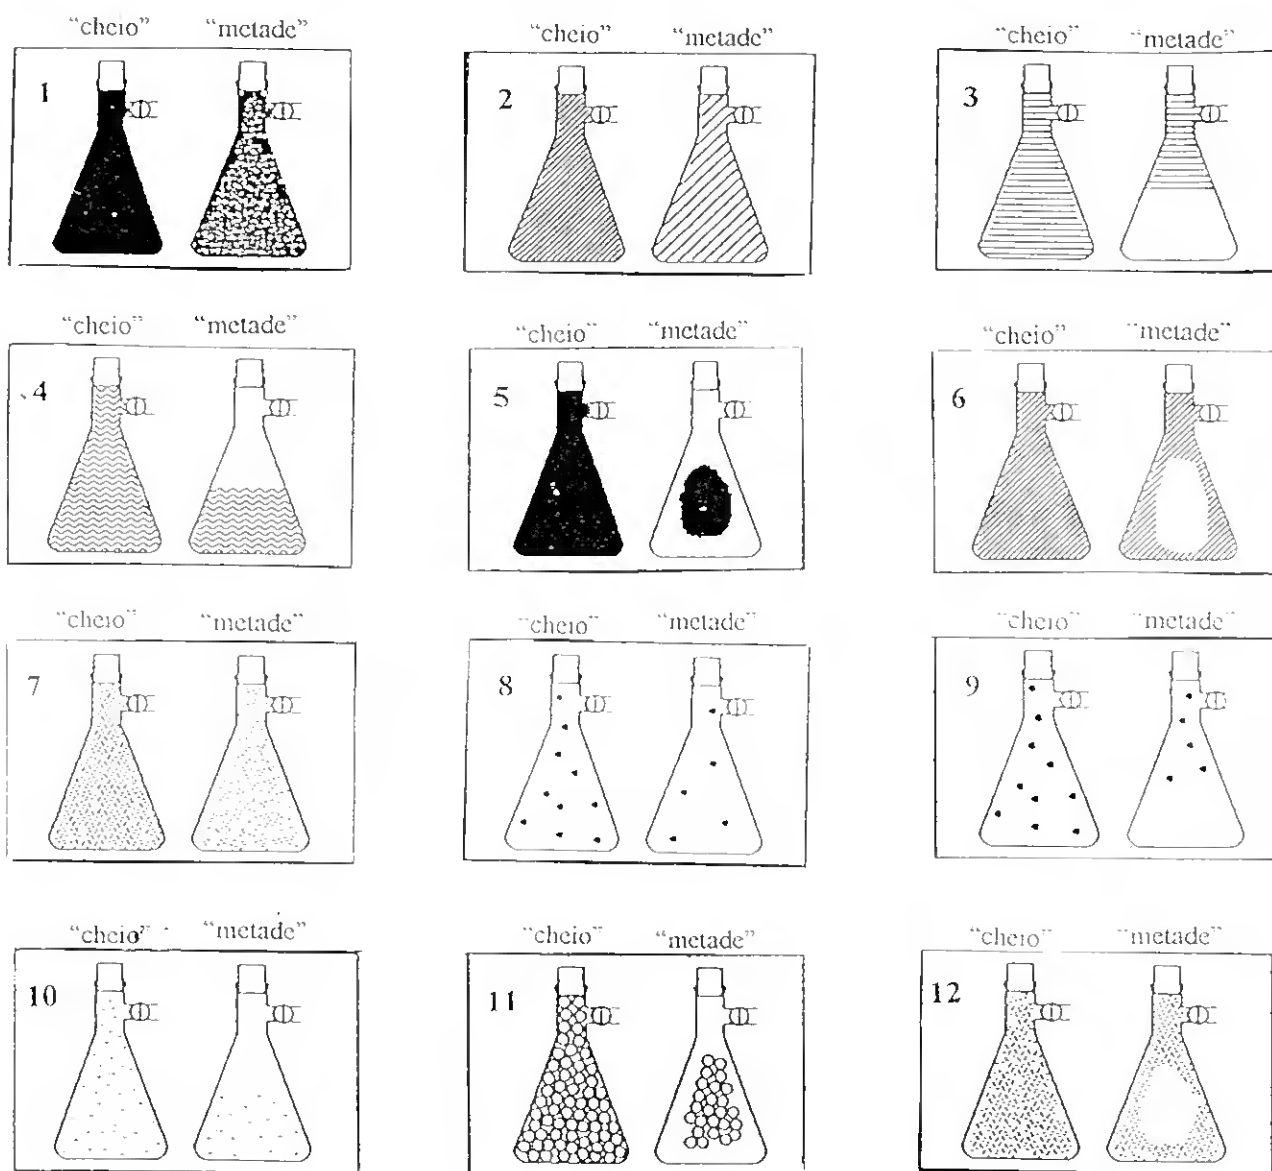 “cheio” “metade” “cheio” “metade” “cheio” “metade”
1 2 3
“cheio” “metade” “cheio” “metade” “cheio” “metade”
4 5 6
“cheio” “metade” “cheio” “metade” “cheio” “metade”
7 8 9
“cheio” “metade” “cheio” “metade” “cheio” “metade”
10 11 12